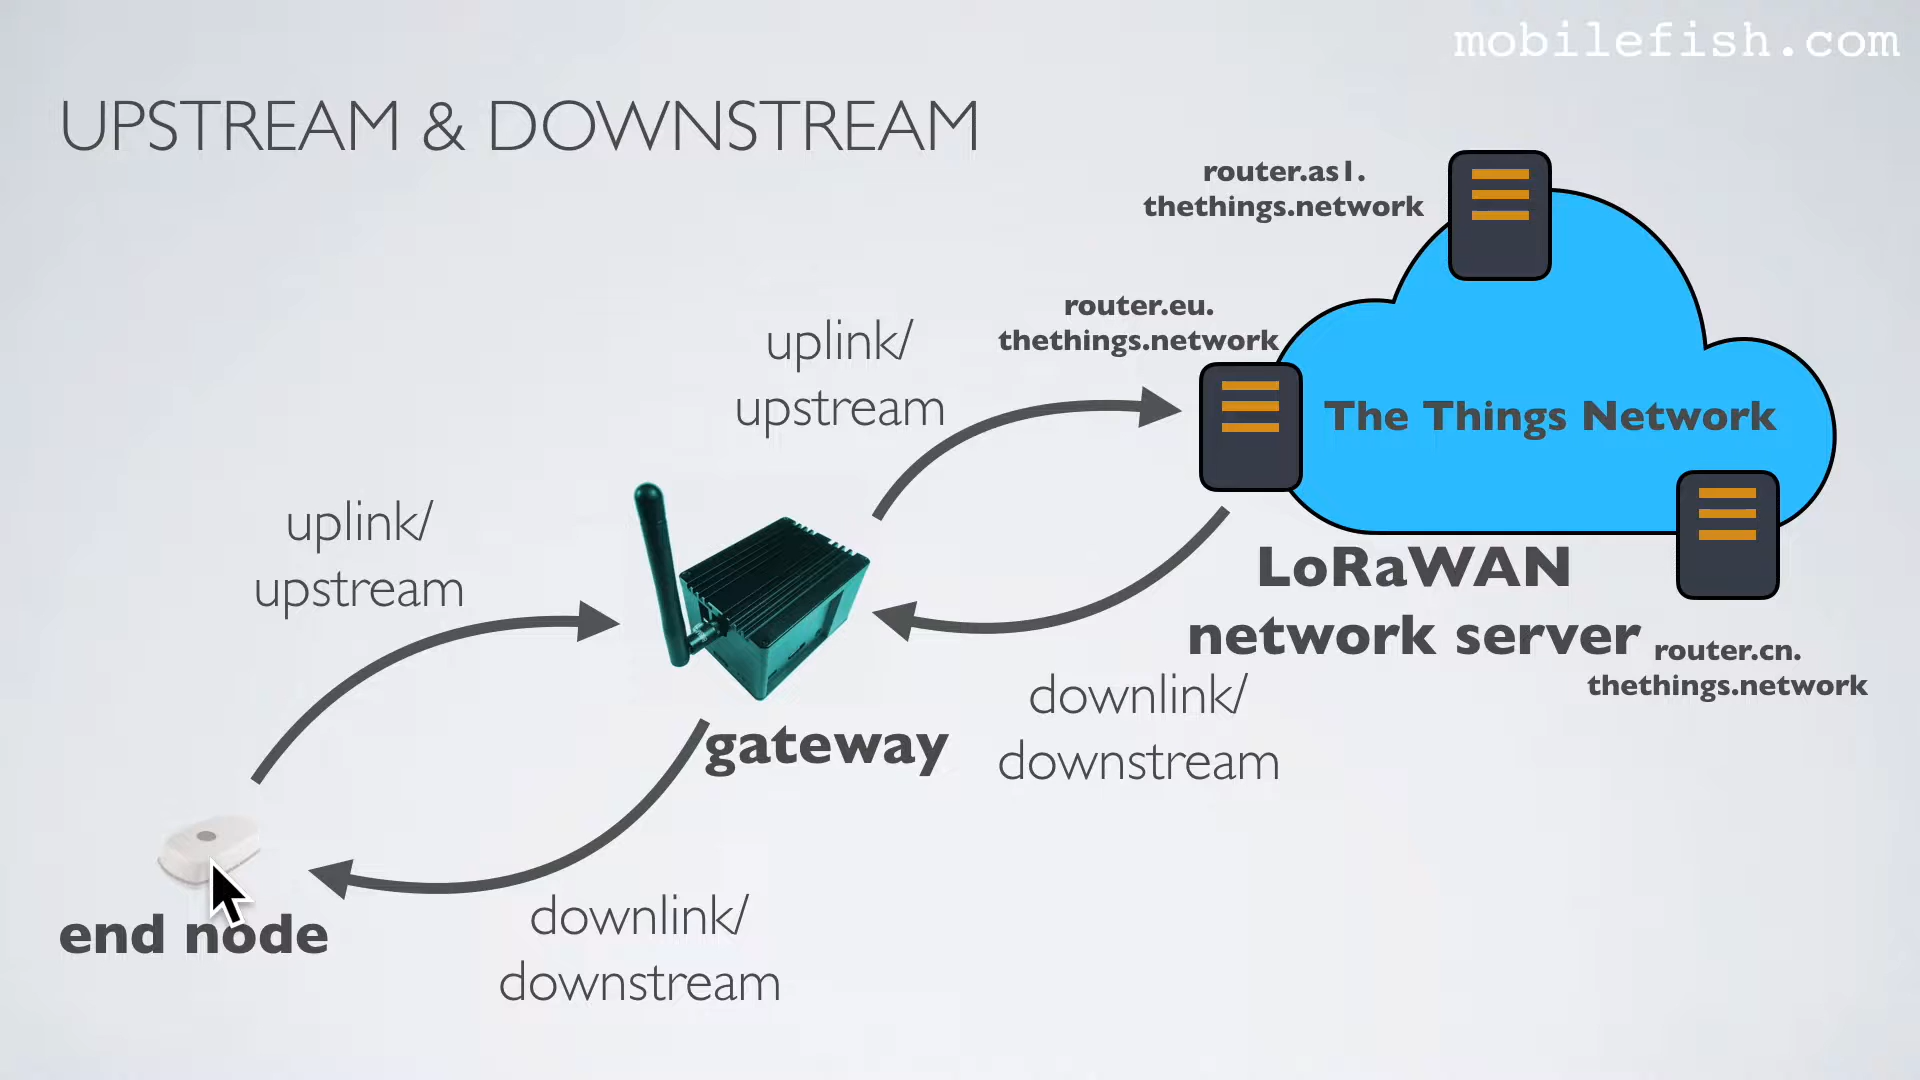 mobilefish.com
UPSTREAM & DOWNSTREAM
router.as1.
thethings.network
router.eu.
thethings.network
uplink/
upstream
The Things Network
uplink/
upstream
LoRaWAN
network server
router.cn.
thethings.network
downlink/
downstream
gateway
end node
downlink/
downstream